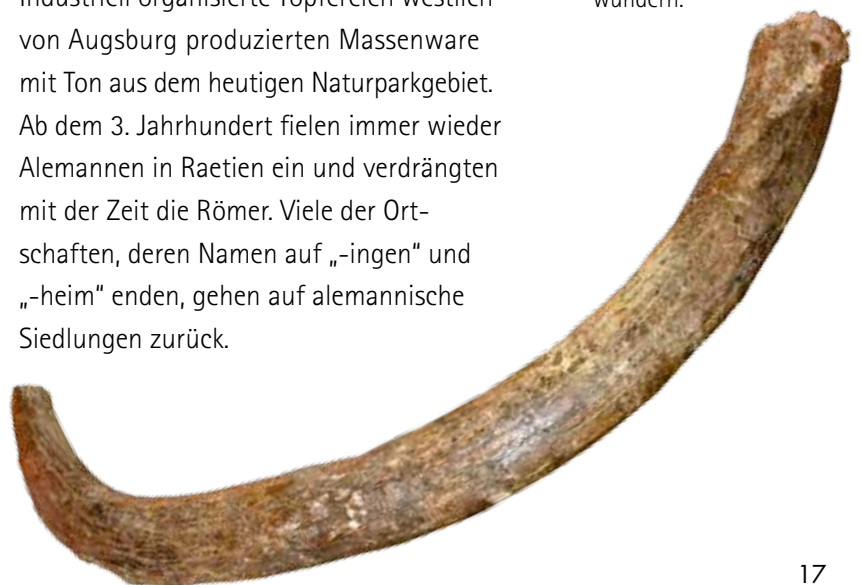 industriell organisierte Töpfereien westlich
von Augsburg produzierten Massenware
mit Ton aus dem heutigen Naturparkgebiet.
Ab dem 3. Jahrhundert fielen immer wieder
Alemannen in Raetien ein und verdrängten
mit der Zeit die Römer. Viele der Ort-
schaften, deren Namen auf „-ingen“ und
„-heim“ enden, gehen auf alemannische
Siedlungen zurück.
wundern.
17